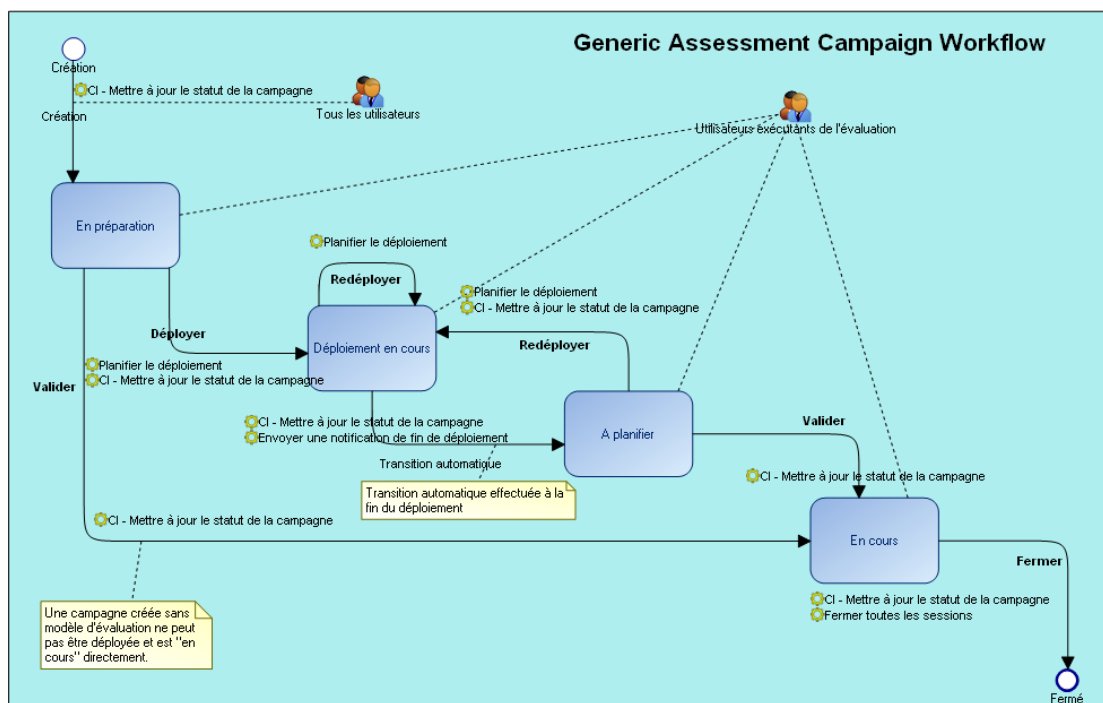 Generic Assessment Campaign Workflow
Création
CI - Mettre à jour le statut de la campagne
Création
Tous les utilisateurs
Utilisateurs exécutants de l'évaluation
En préparation
Planifier le déploiement
Redéployer
Planifier le déploiement
CI - Mettre à jour le statut de la campagne
Déployer
Déploiement en cours
Redéployer
Planifier le déploiement
CI - Mettre à jour le statut de la campagne
Valider
CI - Mettre à jour le statut de la campagne
Envoyer une notification de fin de déploiement
A planifier
Valider
Transition automatique
CI - Mettre à jour le statut de la campagne
Transition automatique effectuée à la
fin du déploiement
CI - Mettre à jour le statut de la campagne
En cours
Fermer
CI - Mettre à jour le statut de la campagne
Fermer toutes les sessions
Une campagne créée sans
modèle d'évaluation ne peut
pas être déployée et est "en
cours" directement.
Fermé